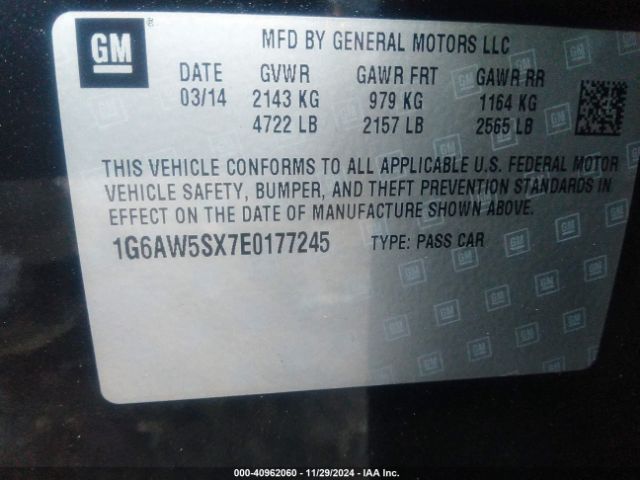 GM
MFD BY GENERAL MOTORS LLC
DATE GVWR GAWR FRT GAWR RR
03/14 2143 KG 979 KG 1164 KG
4722 LB 2157 LB 2565 LB
THIS VEHICLE CONFORMS TO ALL APPLICABLE U.S. FEDERAL MOTOR
VEHICLE SAFETY, BUMPER, AND THEFT PREVENTION STANDARDS IN
EFFECT ON THE DATE OF MANUFACTURE SHOWN ABOVE.
1G6AW5SX7E0177245 TYPE: PASS CAR
000-40962060 - 11/29/2024 - IAA Inc.